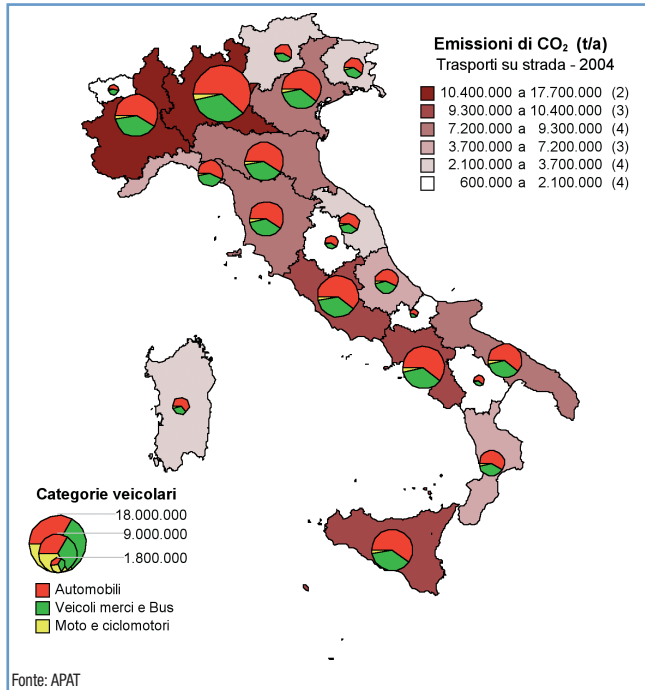 Emissioni di CO₂ (t/a)
Trasporti su strada - 2004
10.400.000 a 17.700.000 (2)
9.300.000 a 10.400.000 (3)
7.200.000 a 9.300.000 (4)
3.700.000 a 7.200.000 (3)
2.100.000 a 3.700.000 (4)
600.000 a 2.100.000 (4)
Categorie veicolari
18.000.000
9.000.000
1.800.000
Automobili
Veicoli merci e Bus
Moto e ciclomotori
Fonte: APAT